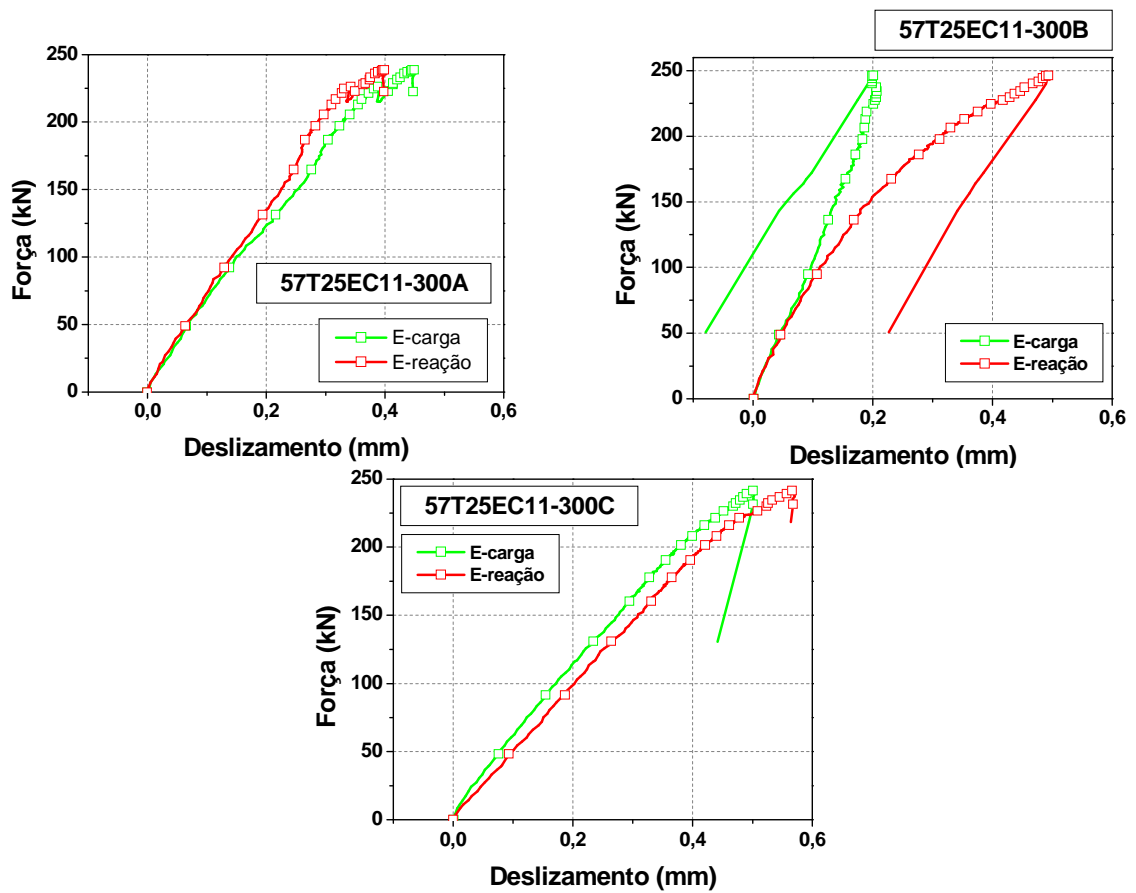 57T25EC11-300B
250
200
150
100
50
0
Força (kN)
57T25EC11-300A
E-carga
E-reação
0,0 0,2 0,4 0,6
Deslizamento (mm)
250
200
150
100
50
0
Força (kN)
E-carga
E-reação
0,0 0,2 0,4 0,6
Deslizamento (mm)
250
200
150
100
50
0
Força (kN)
57T25EC11-300C
E-carga
E-reação
0,0 0,2 0,4 0,6
Deslizamento (mm)